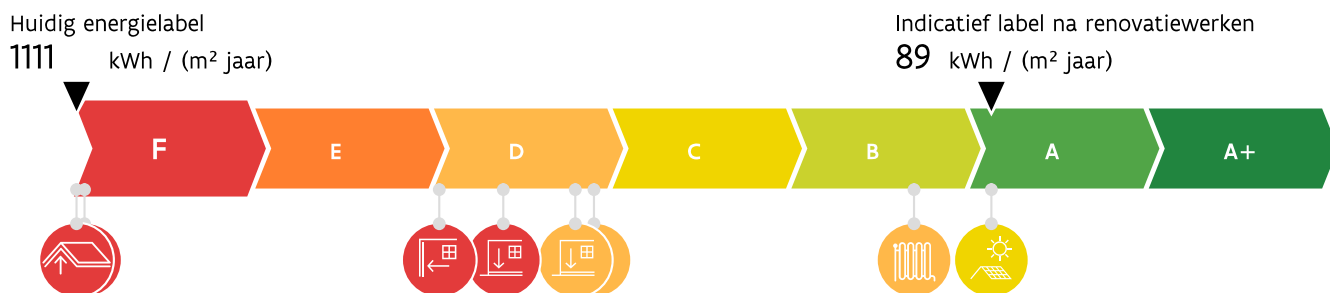 Huidig energielabel
1111 kWh / (m² jaar)
Indicatief label na renovatiewerken
89 kWh / (m² jaar)
F E D C B A A+